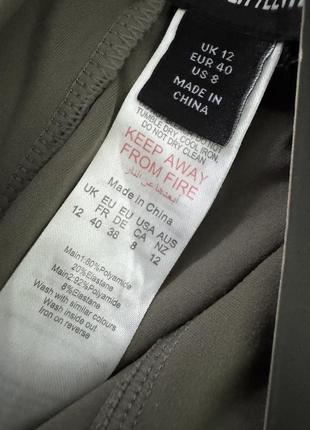 UK 12
EUR 40
US 8
MADE IN
CHINA
TUMBLE DRY, COOL IRON,
DO NOT DRY CLEAN
KEEP AWAY
FROM FIRE
أبعدها عن النار
Made in China
UK EU EU USA AUS
FR DE CA NZ
12 40 38 8 12
Main1:80%Polyamide
20%Elastane
Main2:92%Polyamide
8%Elastane
Wash with similar colours
Wash inside out
Iron on reverse